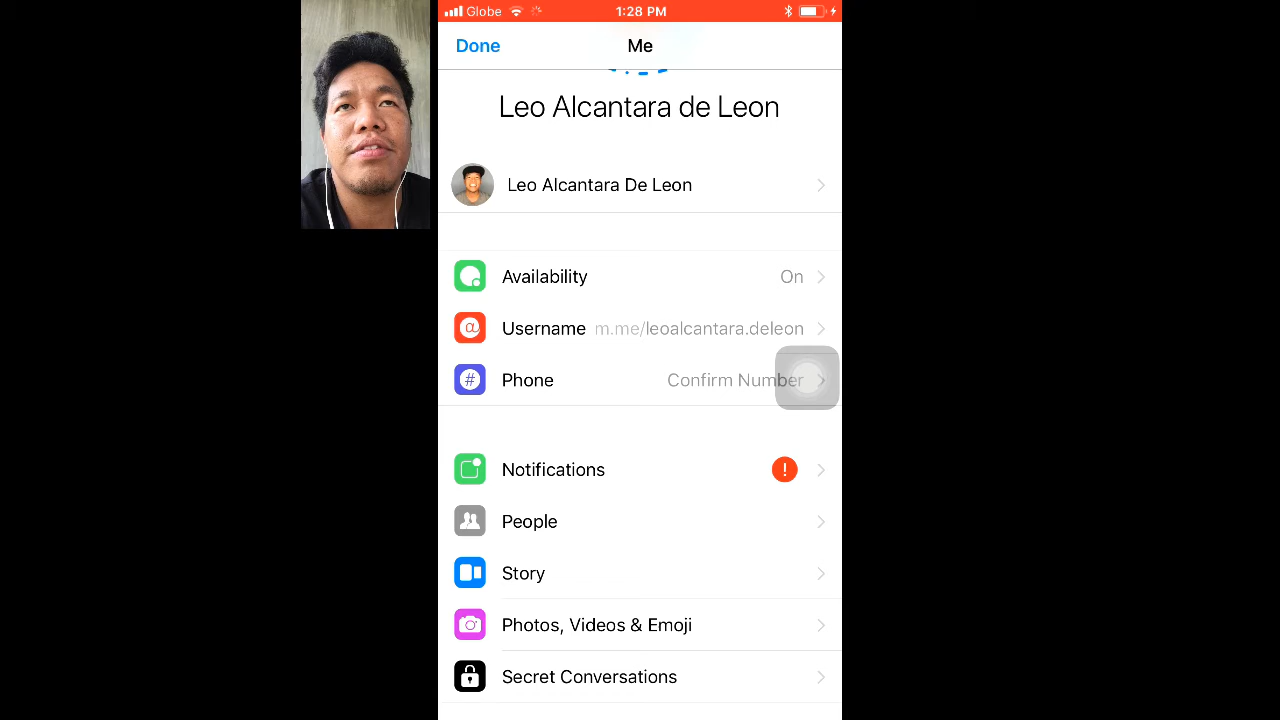 Globe 1:28 PM
Done Me
Leo Alcantara de Leon
Leo Alcantara De Leon
Availability On
Username m.me/leoalcantara.deleon
Phone Confirm Number
Notifications !
People
Story
Photos, Videos & Emoji
Secret Conversations